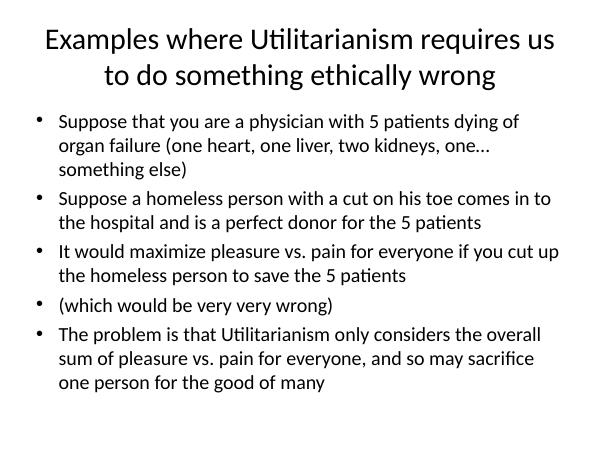 Examples where Utilitarianism requires us
to do something ethically wrong
• Suppose that you are a physician with 5 patients dying of
organ failure (one heart, one liver, two kidneys, one...
something else)
• Suppose a homeless person with a cut on his toe comes in to
the hospital and is a perfect donor for the 5 patients
• It would maximize pleasure vs. pain for everyone if you cut up
the homeless person to save the 5 patients
• (which would be very very wrong)
• The problem is that Utilitarianism only considers the overall
sum of pleasure vs. pain for everyone, and so may sacrifice
one person for the good of many